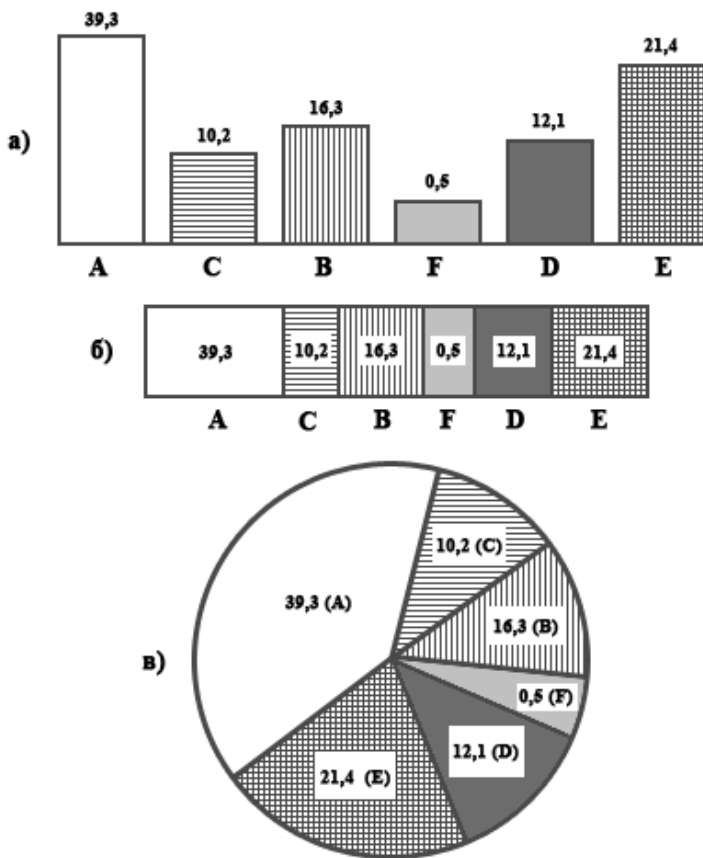 39,3
21,4
16,3
12,1
10,2
а)
0,5
A C B F D E
б)
39,3 10,2 16,3 0,5 12,1 21,4
A C B F D E
10,2 (C)
39,3 (A)
16,3 (B)
в)
0,5 (F)
12,1 (D)
21,4 (E)